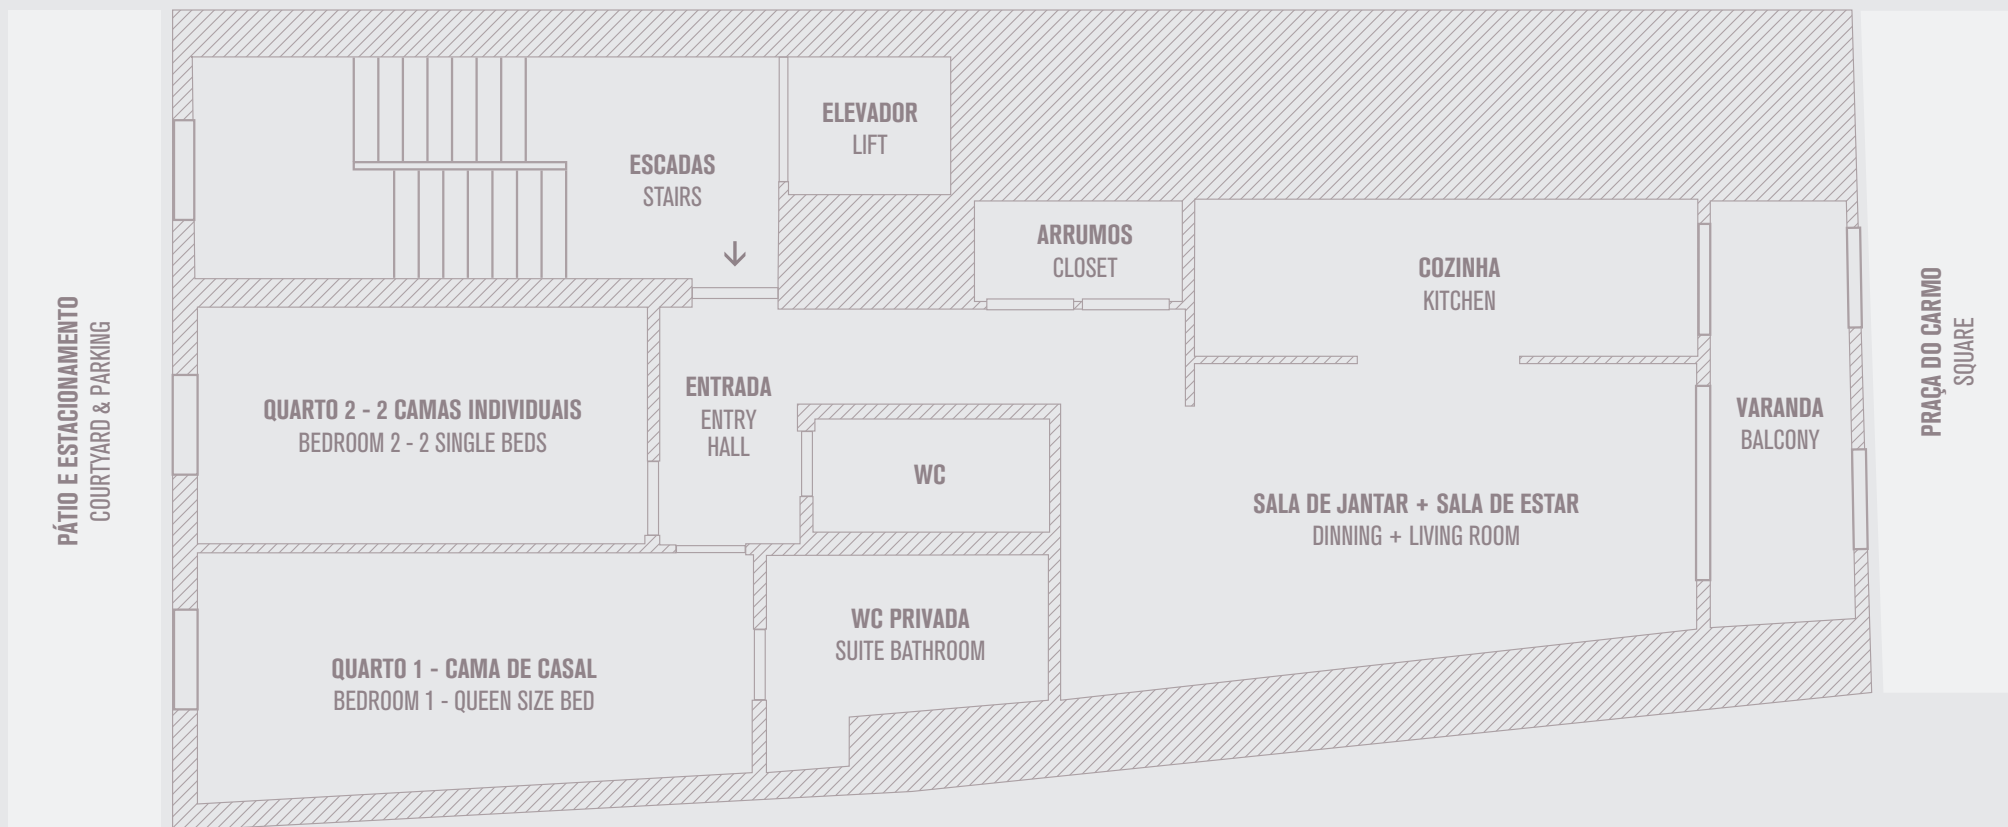 PÁTIO E ESTACIONAMENTO
COURTYARD & PARKING
ESCADAS
STAIRS
ELEVADOR
LIFT
ARRUMOS
CLOSET
COZINHA
KITCHEN
QUARTO 2 - 2 CAMAS INDIVIDUAIS
BEDROOM 2 - 2 SINGLE BEDS
ENTRADA
ENTRY
HALL
WC
SALA DE JANTAR + SALA DE ESTAR
DINNING + LIVING ROOM
VARANDA
BALCONY
QUARTO 1 - CAMA DE CASAL
BEDROOM 1 - QUEEN SIZE BED
WC PRIVADA
SUITE BATHROOM
PRAÇA DO CARMO
SQUARE